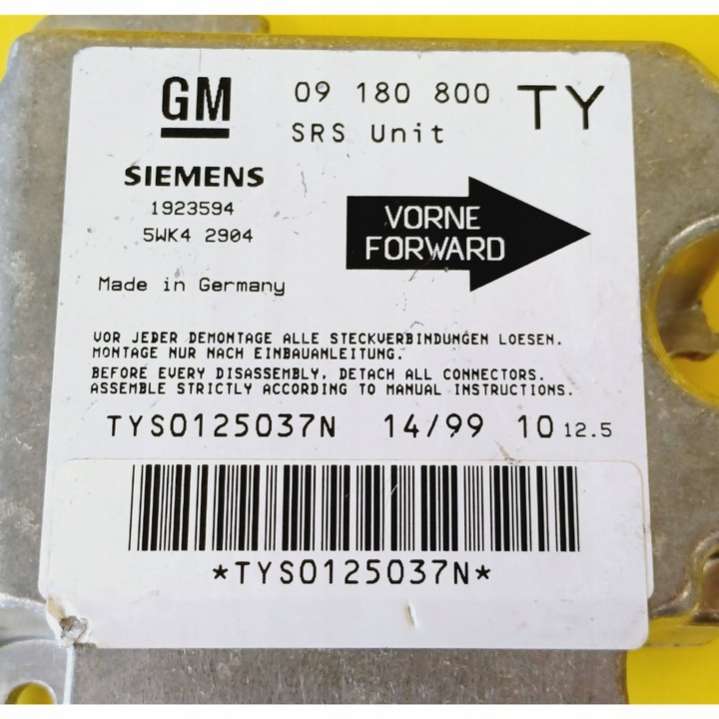 GM 09 180 800 TY
SRS Unit
SIEMENS
1923594
5WK4 2904
VORNE
FORWARD
Made in Germany
VOR JEDER DEMONTAGE ALLE STECKVERBINDUNGEN LOESEN.
MONTAGE NUR NACH EINBAUANLEITUNG.
BEFORE EVERY DISASSEMBLY, DETACH ALL CONNECTORS.
ASSEMBLE STRICTLY ACCORDING TO MANUAL INSTRUCTIONS.
TYS0125037N 14/99 10 12.5
*TYS0125037N*